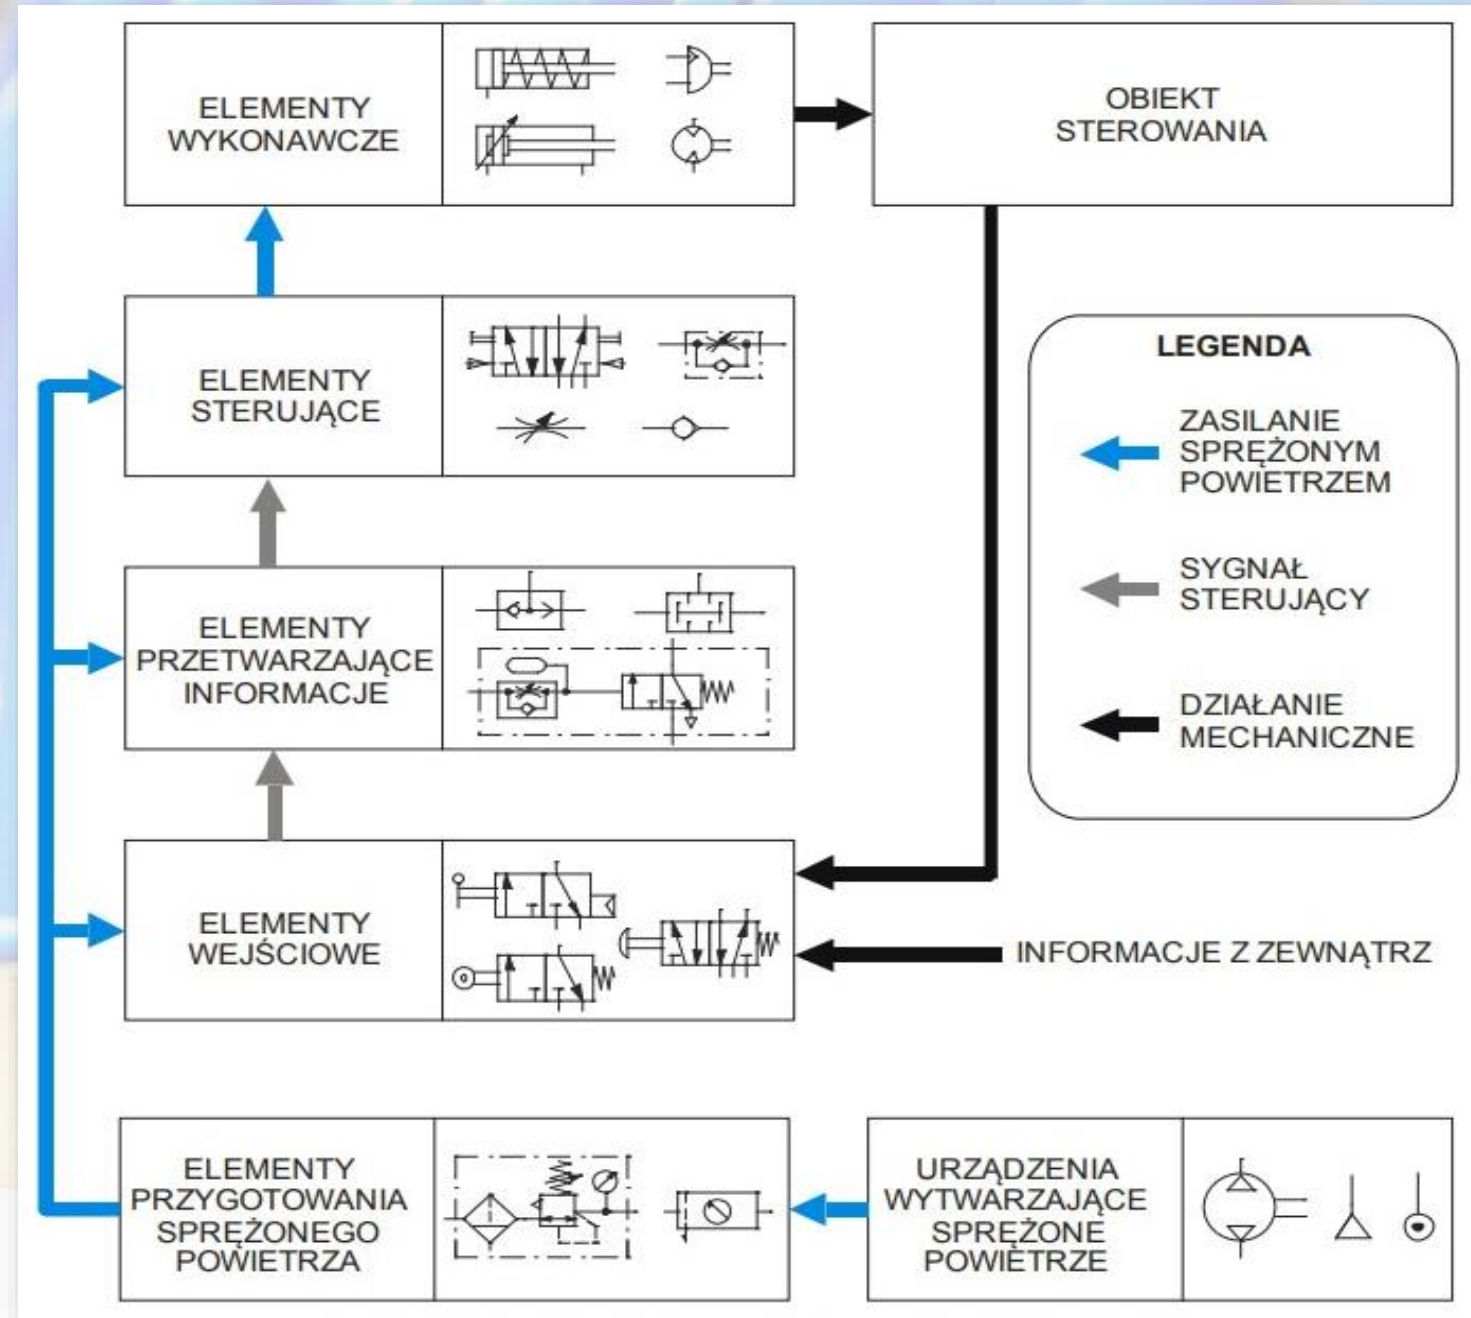 ELEMENTY
WYKONAWCZE
OBIEKT
STEROWANIA
ELEMENTY
STERUJĄCE
LEGENDA
ZASILANIE
SPRĘŻONYM
POWIETRZEM
SYGNAŁ
STERUJĄCY
DZIAŁANIE
MECHANICZNE
ELEMENTY
PRZETWARZAJĄCE
INFORMACJE
ELEMENTY
WEJŚCIOWE
INFORMACJE Z ZEWNĄTRZ
ELEMENTY
PRZYGOTOWANIA
SPRĘŻONEGO
POWIETRZA
URZĄDZENIA
WYTWARZAJĄCE
SPRĘŻONE
POWIETRZE